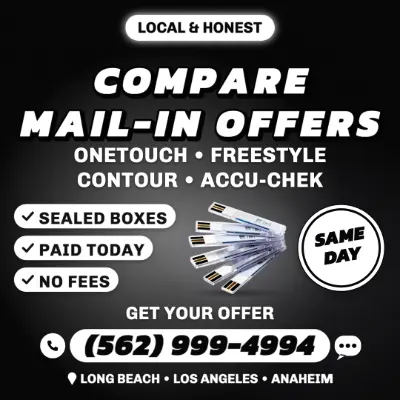 LOCAL & HONEST
COMPARE
MAIL-IN OFFERS
ONETOUCH • FREESTYLE
CONTOUR • ACCU-CHEK
✓ SEALED BOXES
✓ PAID TODAY
✓ NO FEES
SAME
DAY
GET YOUR OFFER
(562) 999-4994
LONG BEACH • LOS ANGELES • ANAHEIM